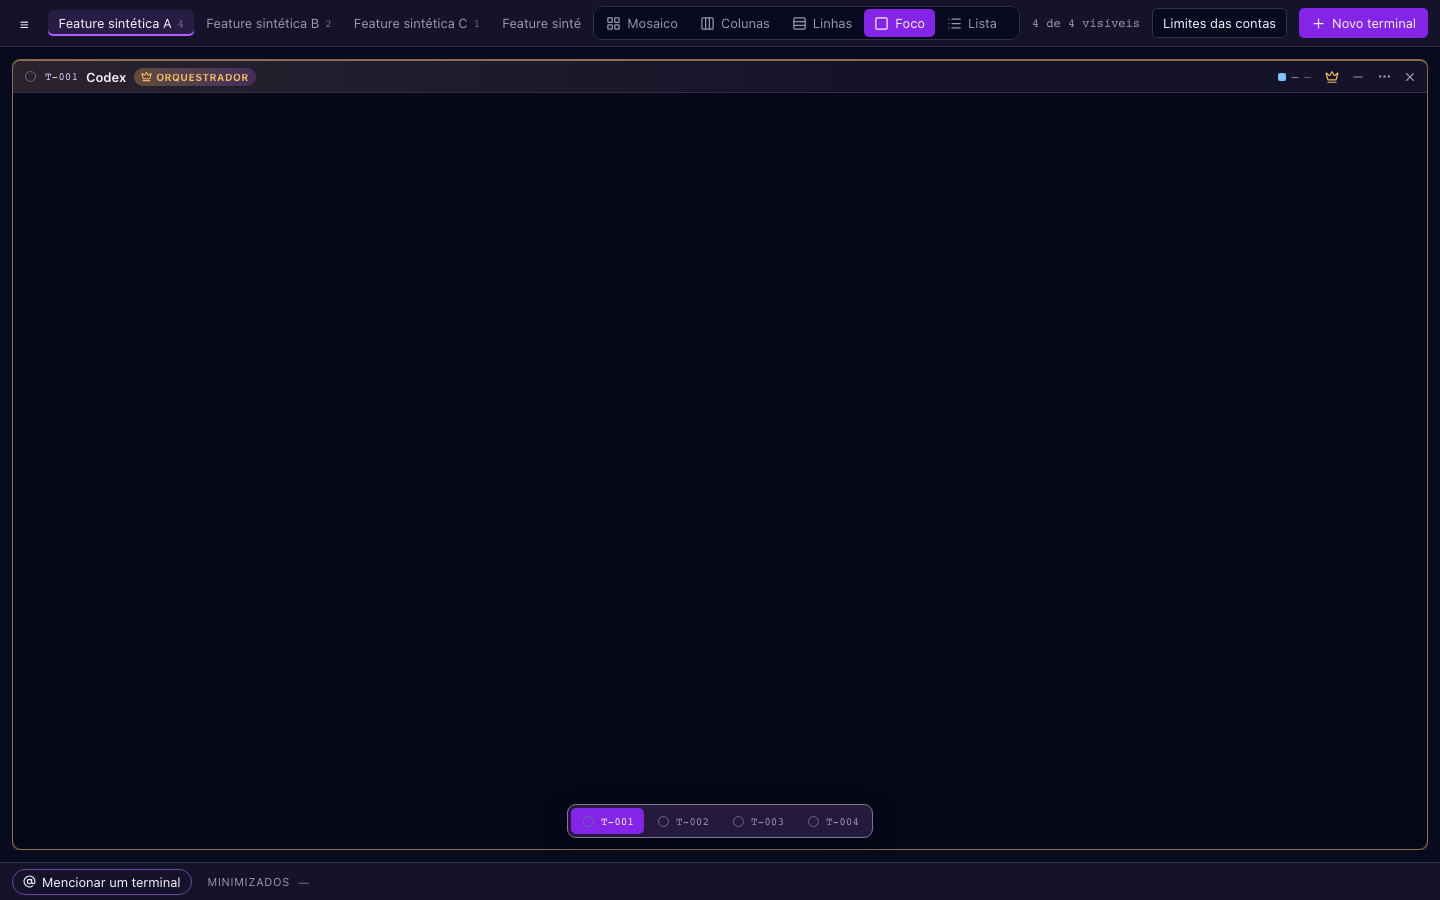 ≡ Feature sintética A 4 Feature sintética B 2 Feature sintética C 1 Feature sinté Mosaico Colunas Linhas Foco Lista 4 de 4 visíveis Limites das contas + Novo terminal
T-001 Codex ORQUESTRADOR — —
T-001 T-002 T-003 T-004
@ Mencionar um terminal MINIMIZADOS —